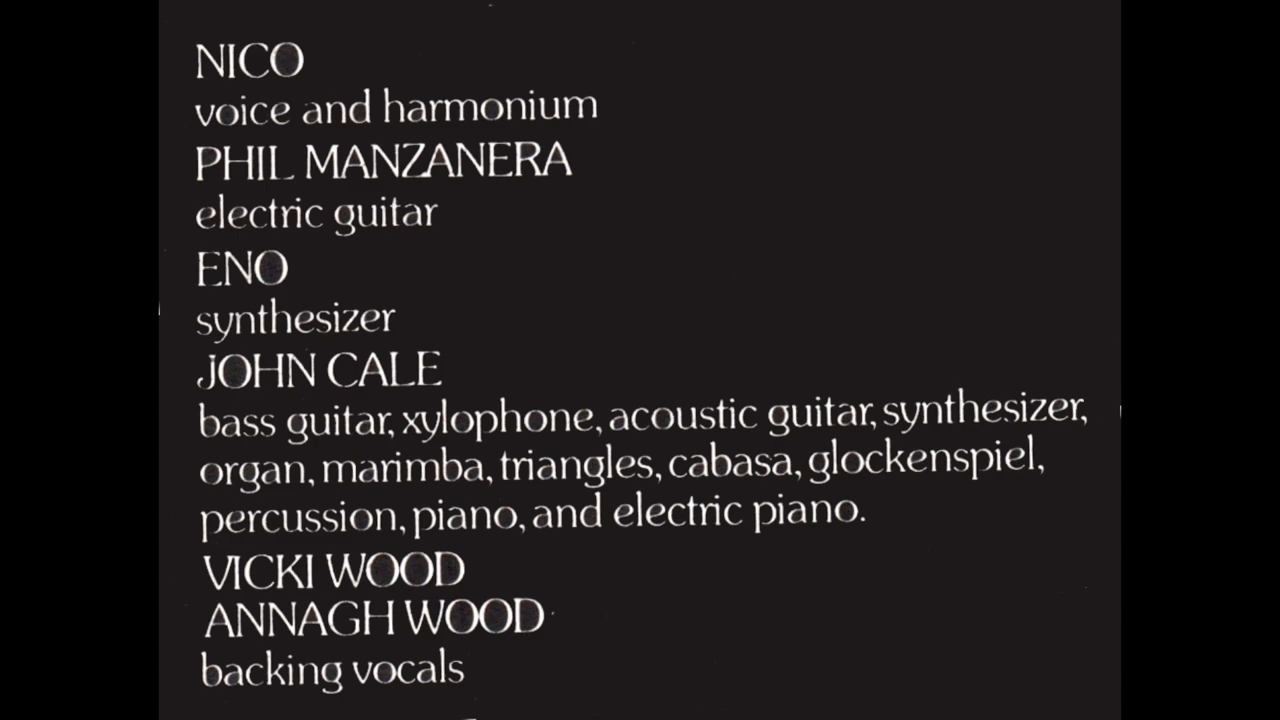 NICO
voice and harmonium
PHIL MANZANERA
electric guitar
ENO
synthesizer
JOHN CALE
bass guitar, xylophone, acoustic guitar, synthesizer,
organ, marimba, triangles, cabasa, glockenspiel,
percussion, piano, and electric piano.
VICKI WOOD
ANNAGH WOOD
backing vocals